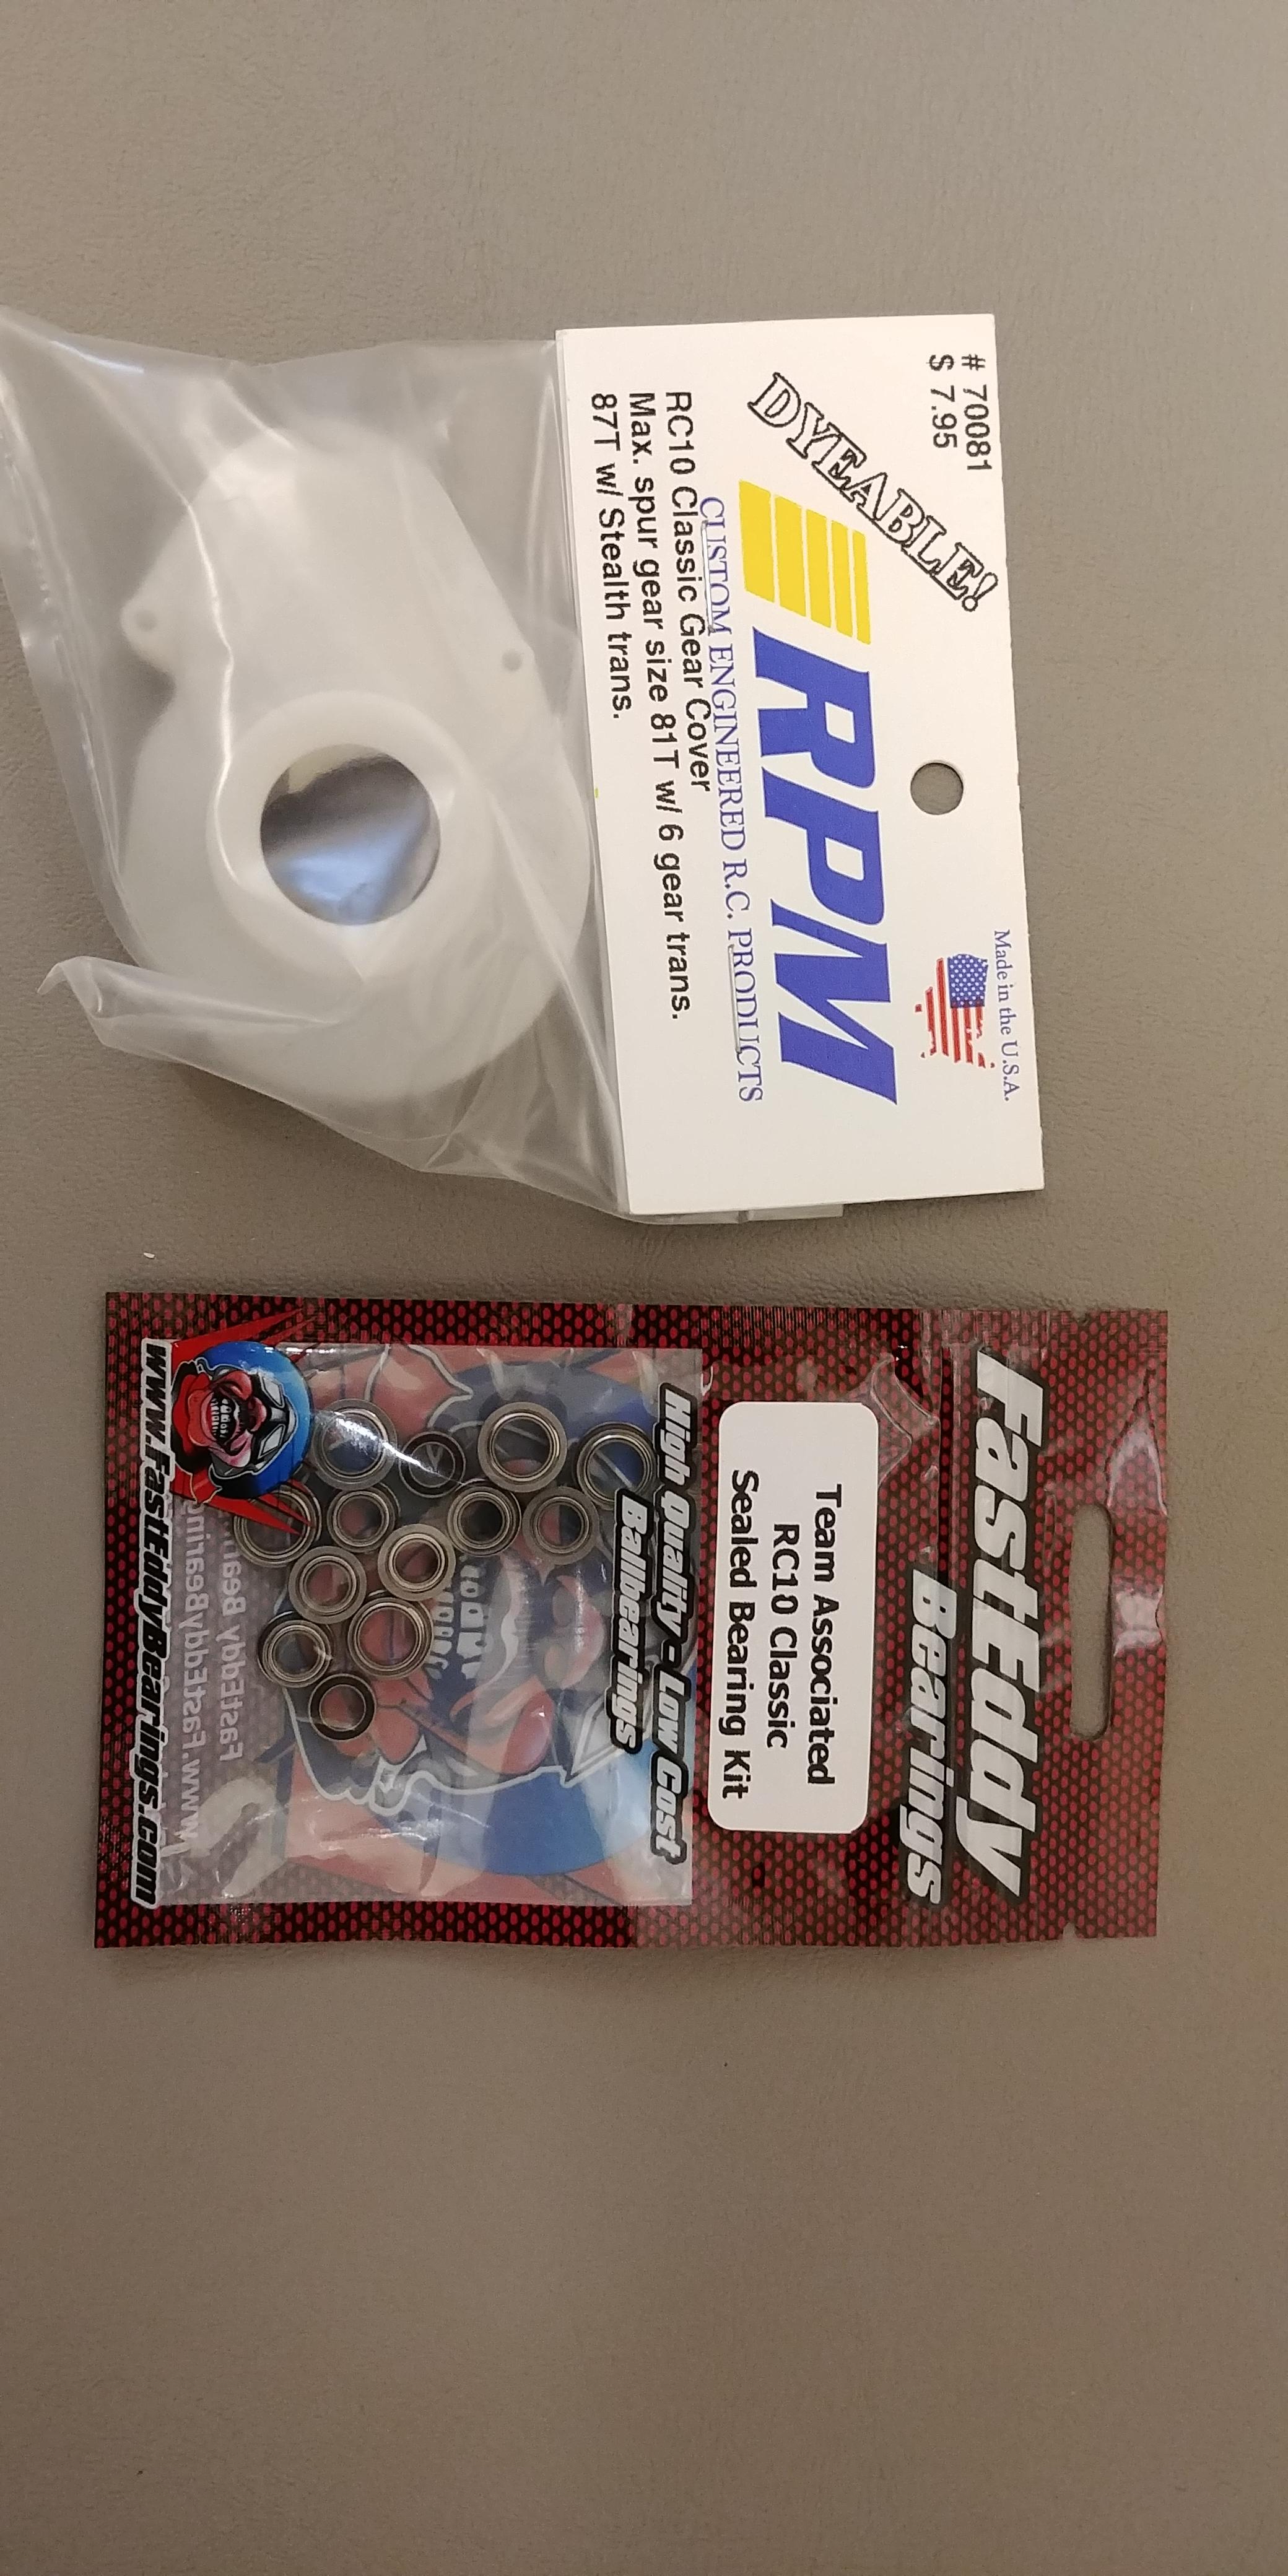 # 70081
$ 7.95
Made in the U.S.A.
DYEABLE!
RPM
CUSTOM ENGINEERED R.C. PRODUCTS
RC10 Classic Gear Cover
Max. spur gear size 81T w/ 6 gear trans.
87T w/ Stealth trans.
FastEddy
Bearings
Team Associated
RC10 Classic
Sealed Bearing Kit
High Quality - Low Cost
Ballbearings
www.FastEddyBearings.com